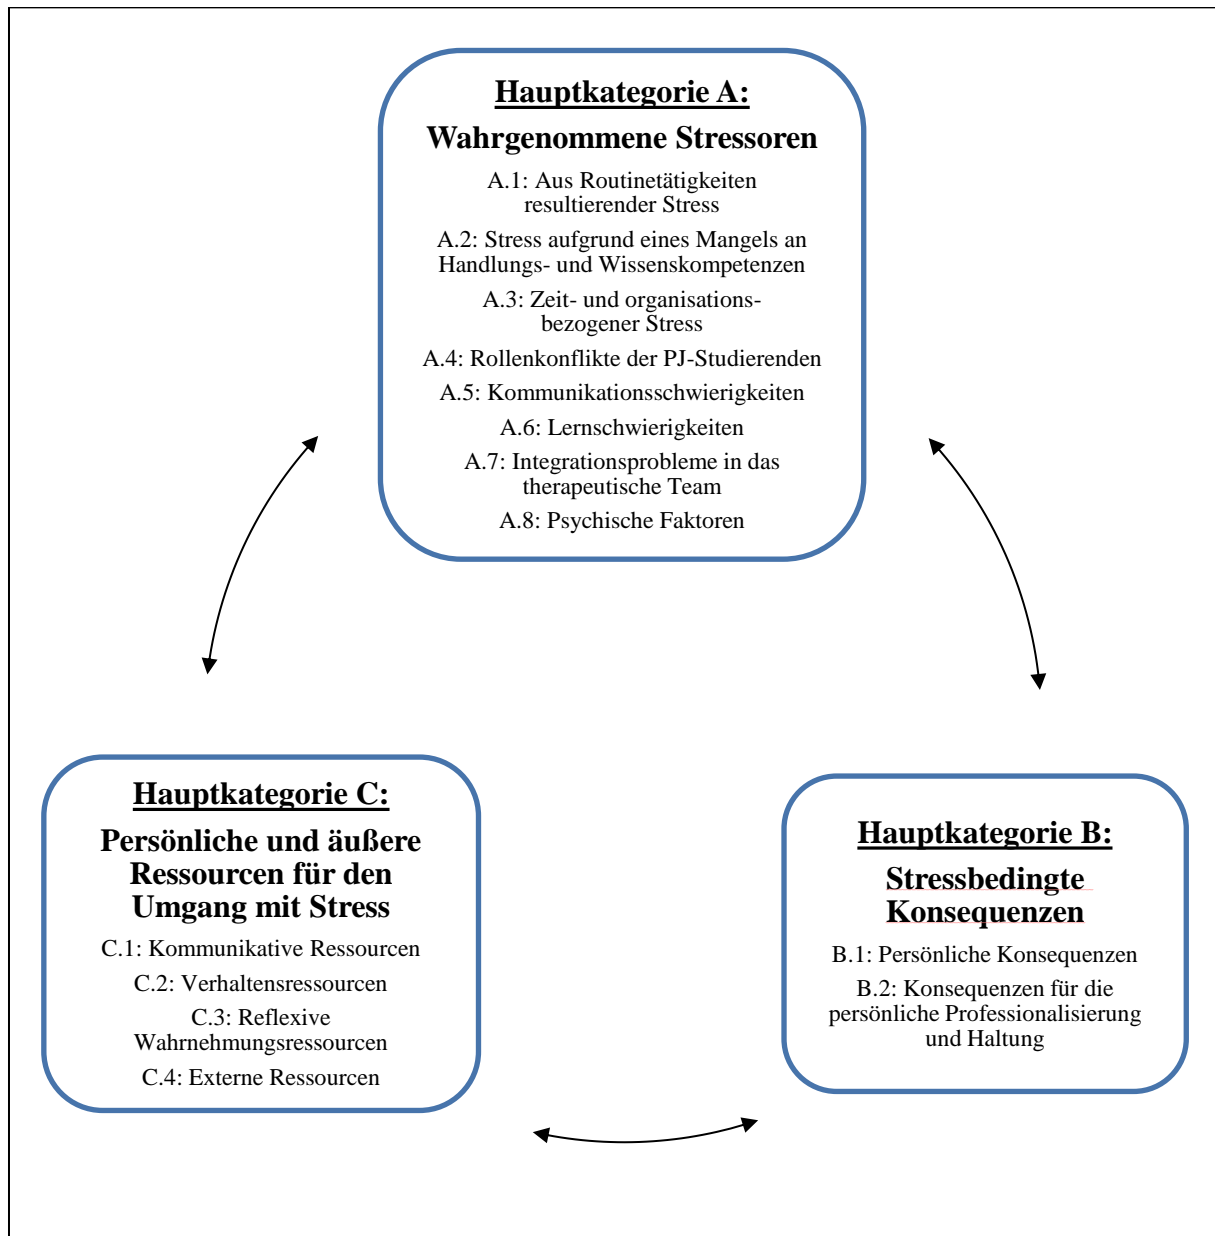 Hauptkategorie A:
Wahrgenommene Stressoren
A.1: Aus Routinetätigkeiten
resultierender Stress
A.2: Stress aufgrund eines Mangels an
Handlungs- und Wissenskompetenzen
A.3: Zeit- und organisations-
bezogener Stress
A.4: Rollenkonflikte der PJ-Studierenden
A.5: Kommunikationsschwierigkeiten
A.6: Lernschwierigkeiten
A.7: Integrationsprobleme in das
therapeutische Team
A.8: Psychische Faktoren
Hauptkategorie C:
Persönliche und äußere
Ressourcen für den
Umgang mit Stress
C.1: Kommunikative Ressourcen
C.2: Verhaltensressourcen
C.3: Reflexive
Wahrnehmungsressourcen
C.4: Externe Ressourcen
Hauptkategorie B:
Stressbedingte
Konsequenzen
B.1: Persönliche Konsequenzen
B.2: Konsequenzen für die
persönliche Professionalisierung
und Haltung